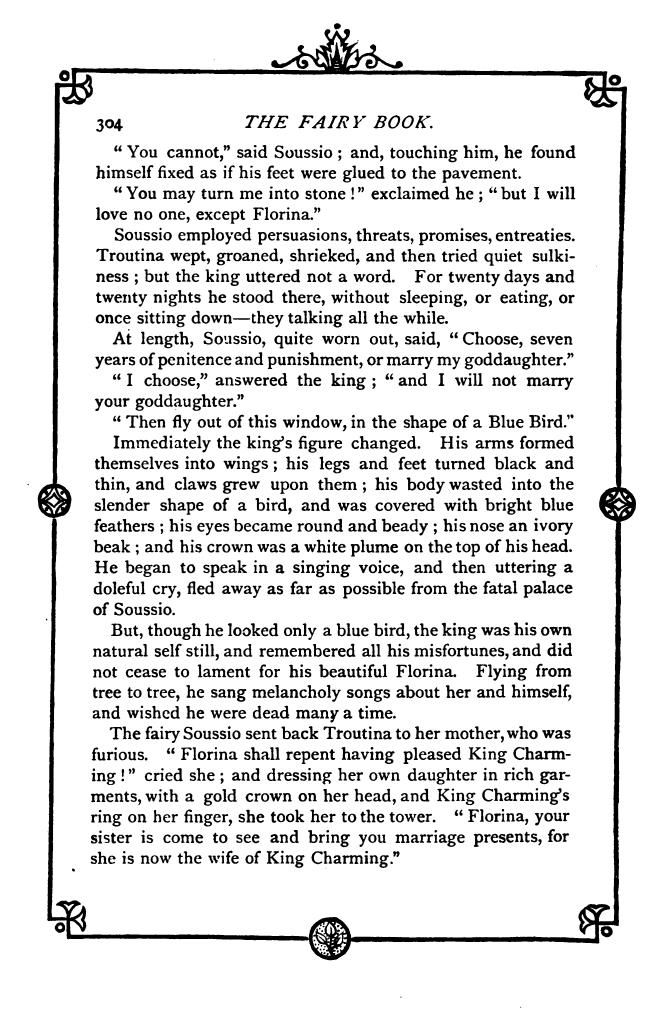 304 THE FAIRY BOOK.
“ You cannot,” said Soussio ; and, touching him, he found
himself fixed as if his feet were glued to the pavement.
“ You may turn me into stone ! ” exclaimed he ; “ but I will
love no one, except Florina.”
Soussio employed persuasions, threats, promises, entreaties.
Troutina wept, groaned, shrieked, and then tried quiet sulki-
ness ; but the king uttered not a word. For twenty days and
twenty nights he stood there, without sleeping, or eating, or
once sitting down—they talking all the while.
At length, Soussio, quite worn out, said, “ Choose, seven
years of penitence and punishment, or marry my goddaughter.”
“ I choose,” answered the king ; “ and I will not marry
your goddaughter.”
“ Then fly out of this window, in the shape of a Blue Bird.”
Immediately the king’s figure changed. His arms formed
themselves into wings ; his legs and feet turned black and
thin, and claws grew upon them ; his body wasted into the
slender shape of a bird, and was covered with bright blue
feathers ; his eyes became round and beady ; his nose an ivory
beak ; and his crown was a white plume on the top of his head.
He began to speak in a singing voice, and then uttering a
doleful cry, fled away as far as possible from the fatal palace
of Soussio.
But, though he looked only a blue bird, the king was his own
natural self still, and remembered all his misfortunes, and did
not cease to lament for his beautiful Florina. Flying from
tree to tree, he sang melancholy songs about her and himself,
and wished he were dead many a time.
The fairy Soussio sent back Troutina to her mother, who was
furious. “ Florina shall repent having pleased King Charm-
ing ! ” cried she ; and dressing her own daughter in rich gar-
ments, with a gold crown on her head, and King Charming’s
ring on her finger, she took her to the tower. “ Florina, your
sister is come to see and bring you marriage presents, for
she is now the wife of King Charming.”